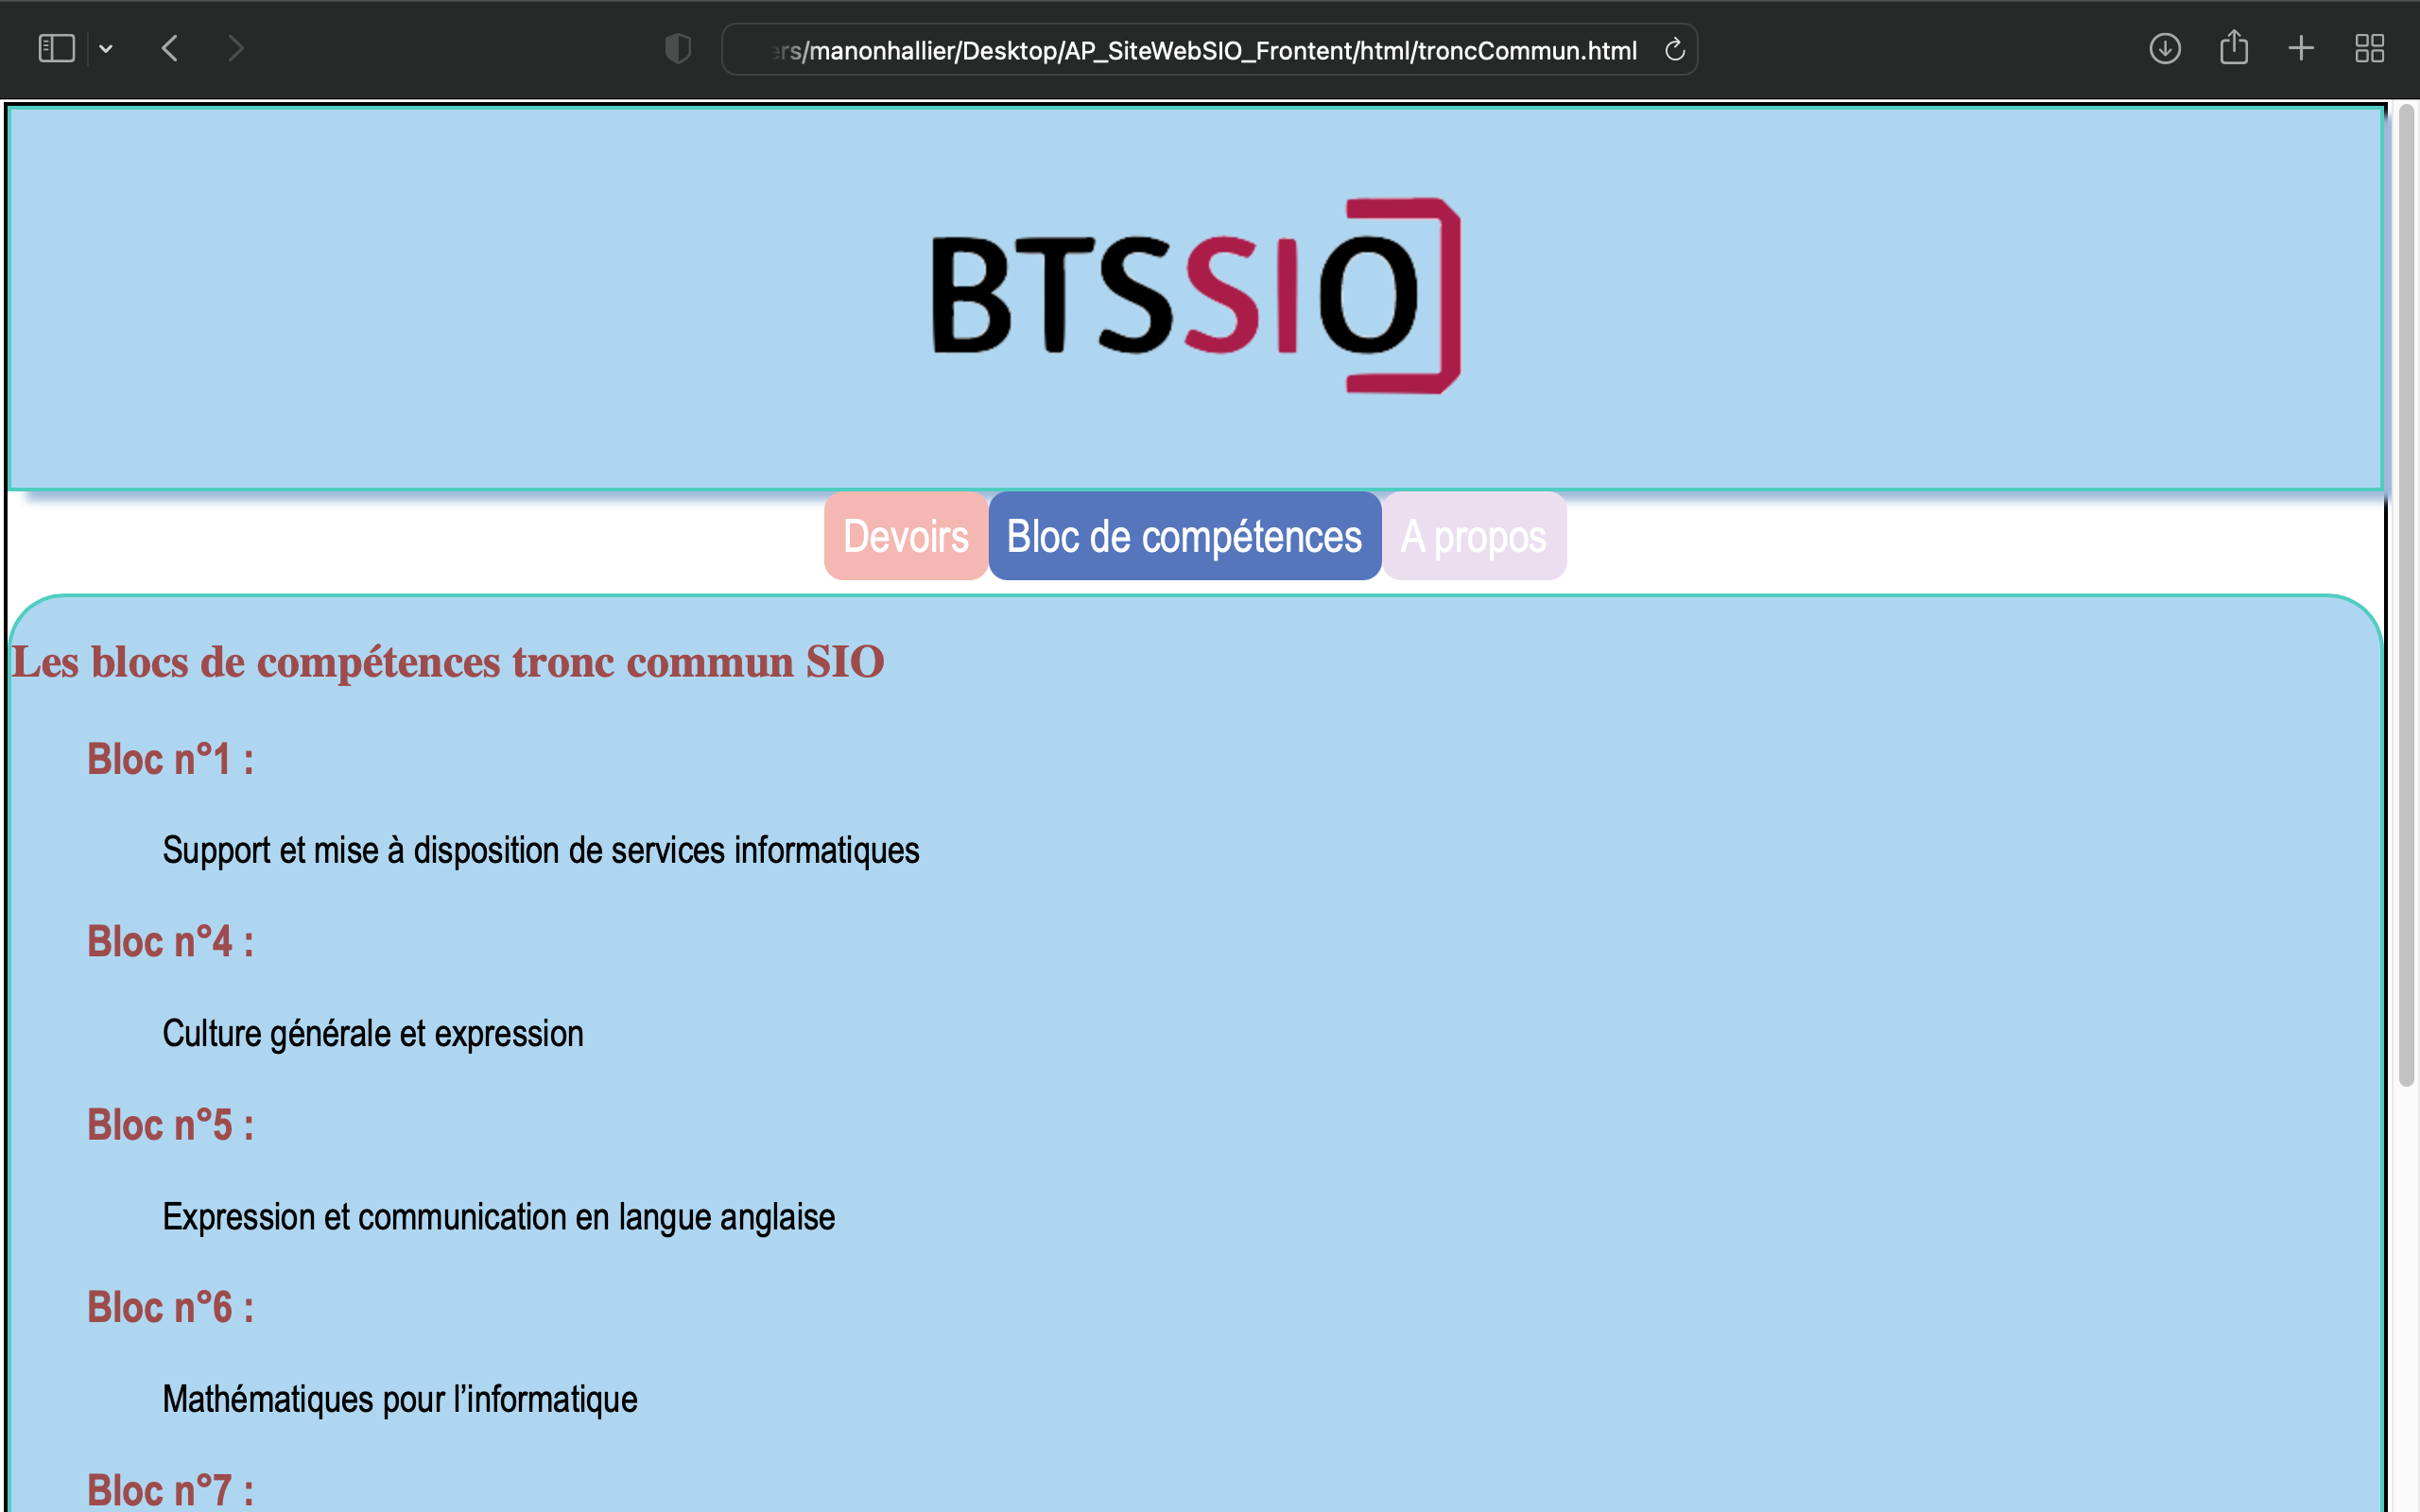 /manonhallier/Desktop/AP_SiteWebSIO_Frontent/html/troncCommun.html
BTSSIO
Devoirs Bloc de compétences A propos
Les blocs de compétences tronc commun SIO
Bloc n°1 :
Support et mise à disposition de services informatiques
Bloc n°4 :
Culture générale et expression
Bloc n°5 :
Expression et communication en langue anglaise
Bloc n°6 :
Mathématiques pour l’informatique
Bloc n°7 :